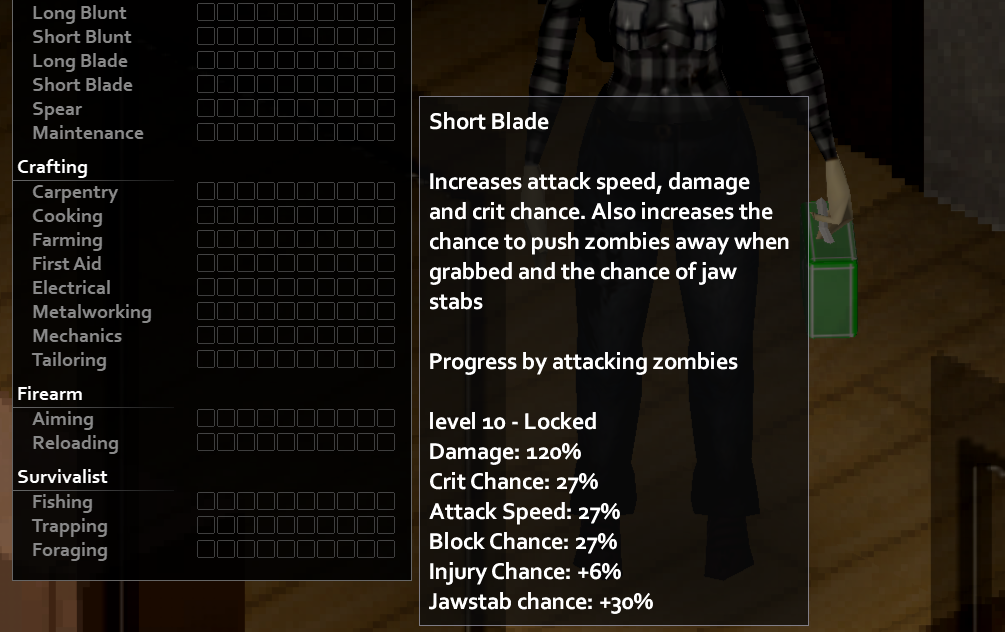 Long Blunt
Short Blunt
Long Blade
Short Blade
Spear
Maintenance
Crafting
Carpentry
Cooking
Farming
First Aid
Electrical
Metalworking
Mechanics
Tailoring
Firearm
Aiming
Reloading
Survivalist
Fishing
Trapping
Foraging
Short Blade
Increases attack speed, damage
and crit chance. Also increases the
chance to push zombies away when
grabbed and the chance of jaw
stabs
Progress by attacking zombies
level 10 - Locked
Damage: 120%
Crit Chance: 27%
Attack Speed: 27%
Block Chance: 27%
Injury Chance: +6%
Jawstab chance: +30%